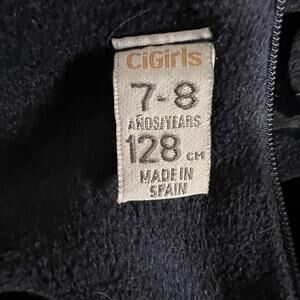 CiGirls
7-8
AÑOS/YEARS
128 CM
MADE IN
SPAIN